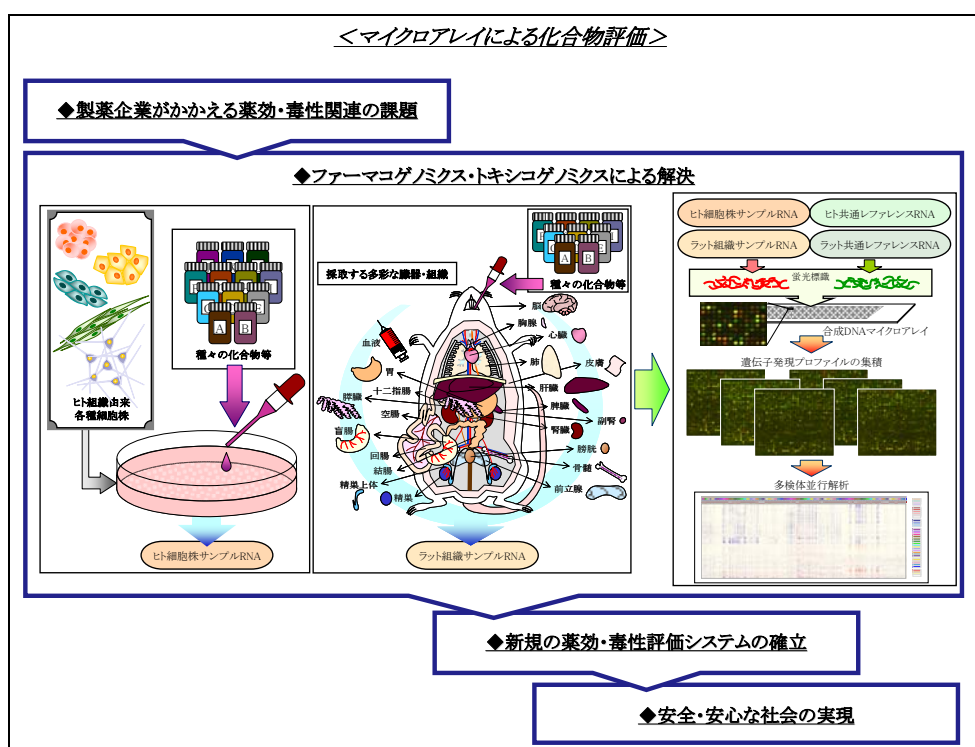 ＜マイクロアレイによる化合物評価＞
◆製薬企業がかかえる薬効・毒性関連の課題
◆ファーマコゲノミクス・トキシコゲノミクスによる解決
ヒト組織由来
各種細胞株
A
B
種々の化合物等
ヒト細胞株サンプルRNA
採取する多彩な臓器・組織
A
B
種々の化合物等
脳
胸腺
心臓
血液
肺
皮膚
胃
十二指腸
肝臓
膵臓
脾臓
空腸
副腎
盲腸
腎臓
回腸
膀胱
結腸
骨髄
精巣上体
精巣
前立腺
ラット組織サンプルRNA
ヒト細胞株サンプルRNA
ヒト共通レファレンスRNA
ラット組織サンプルRNA
ラット共通レファレンスRNA
蛍光標識
合成DNAマイクロアレイ
遺伝子発現プロファイルの集積
多検体並行解析
◆新規の薬効・毒性評価システムの確立
◆安全・安心な社会の実現